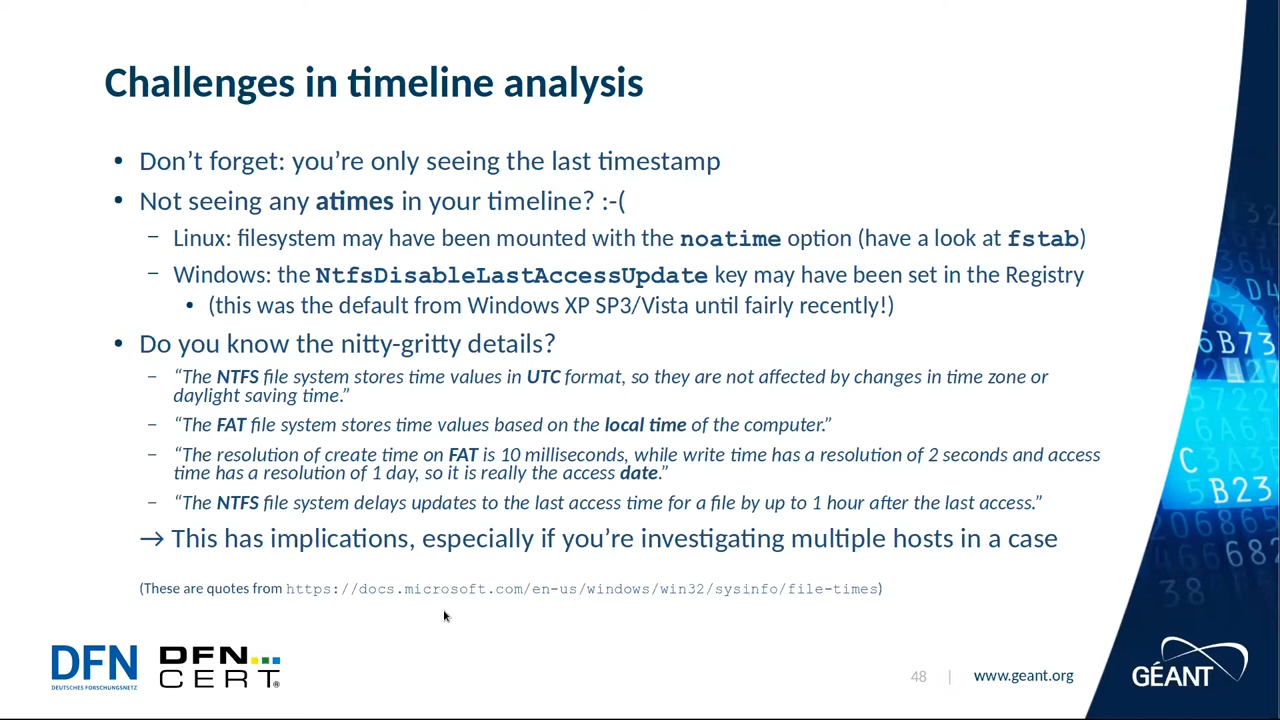 Challenges in timeline analysis
• Don’t forget: you’re only seeing the last timestamp
• Not seeing any atimes in your timeline? :-(
– Linux: filesystem may have been mounted with the noatime option (have a look at fstab)
– Windows: the NtfsDisableLastAccessUpdate key may have been set in the Registry
• (this was the default from Windows XP SP3/Vista until fairly recently!)
• Do you know the nitty-gritty details?
– “The NTFS file system stores time values in UTC format, so they are not affected by changes in time zone or
daylight saving time.”
– “The FAT file system stores time values based on the local time of the computer.”
– “The resolution of create time on FAT is 10 milliseconds, while write time has a resolution of 2 seconds and access
time has a resolution of 1 day, so it is really the access date.”
– “The NTFS file system delays updates to the last access time for a file by up to 1 hour after the last access.”
→ This has implications, especially if you’re investigating multiple hosts in a case
(These are quotes from https://docs.microsoft.com/en-us/windows/win32/sysinfo/file-times)
DFN
DEUTSCHES FORSCHUNGSNETZ
DFN
CERT®
48 | www.geant.org
GÉANT
B73
C
B23
682
38